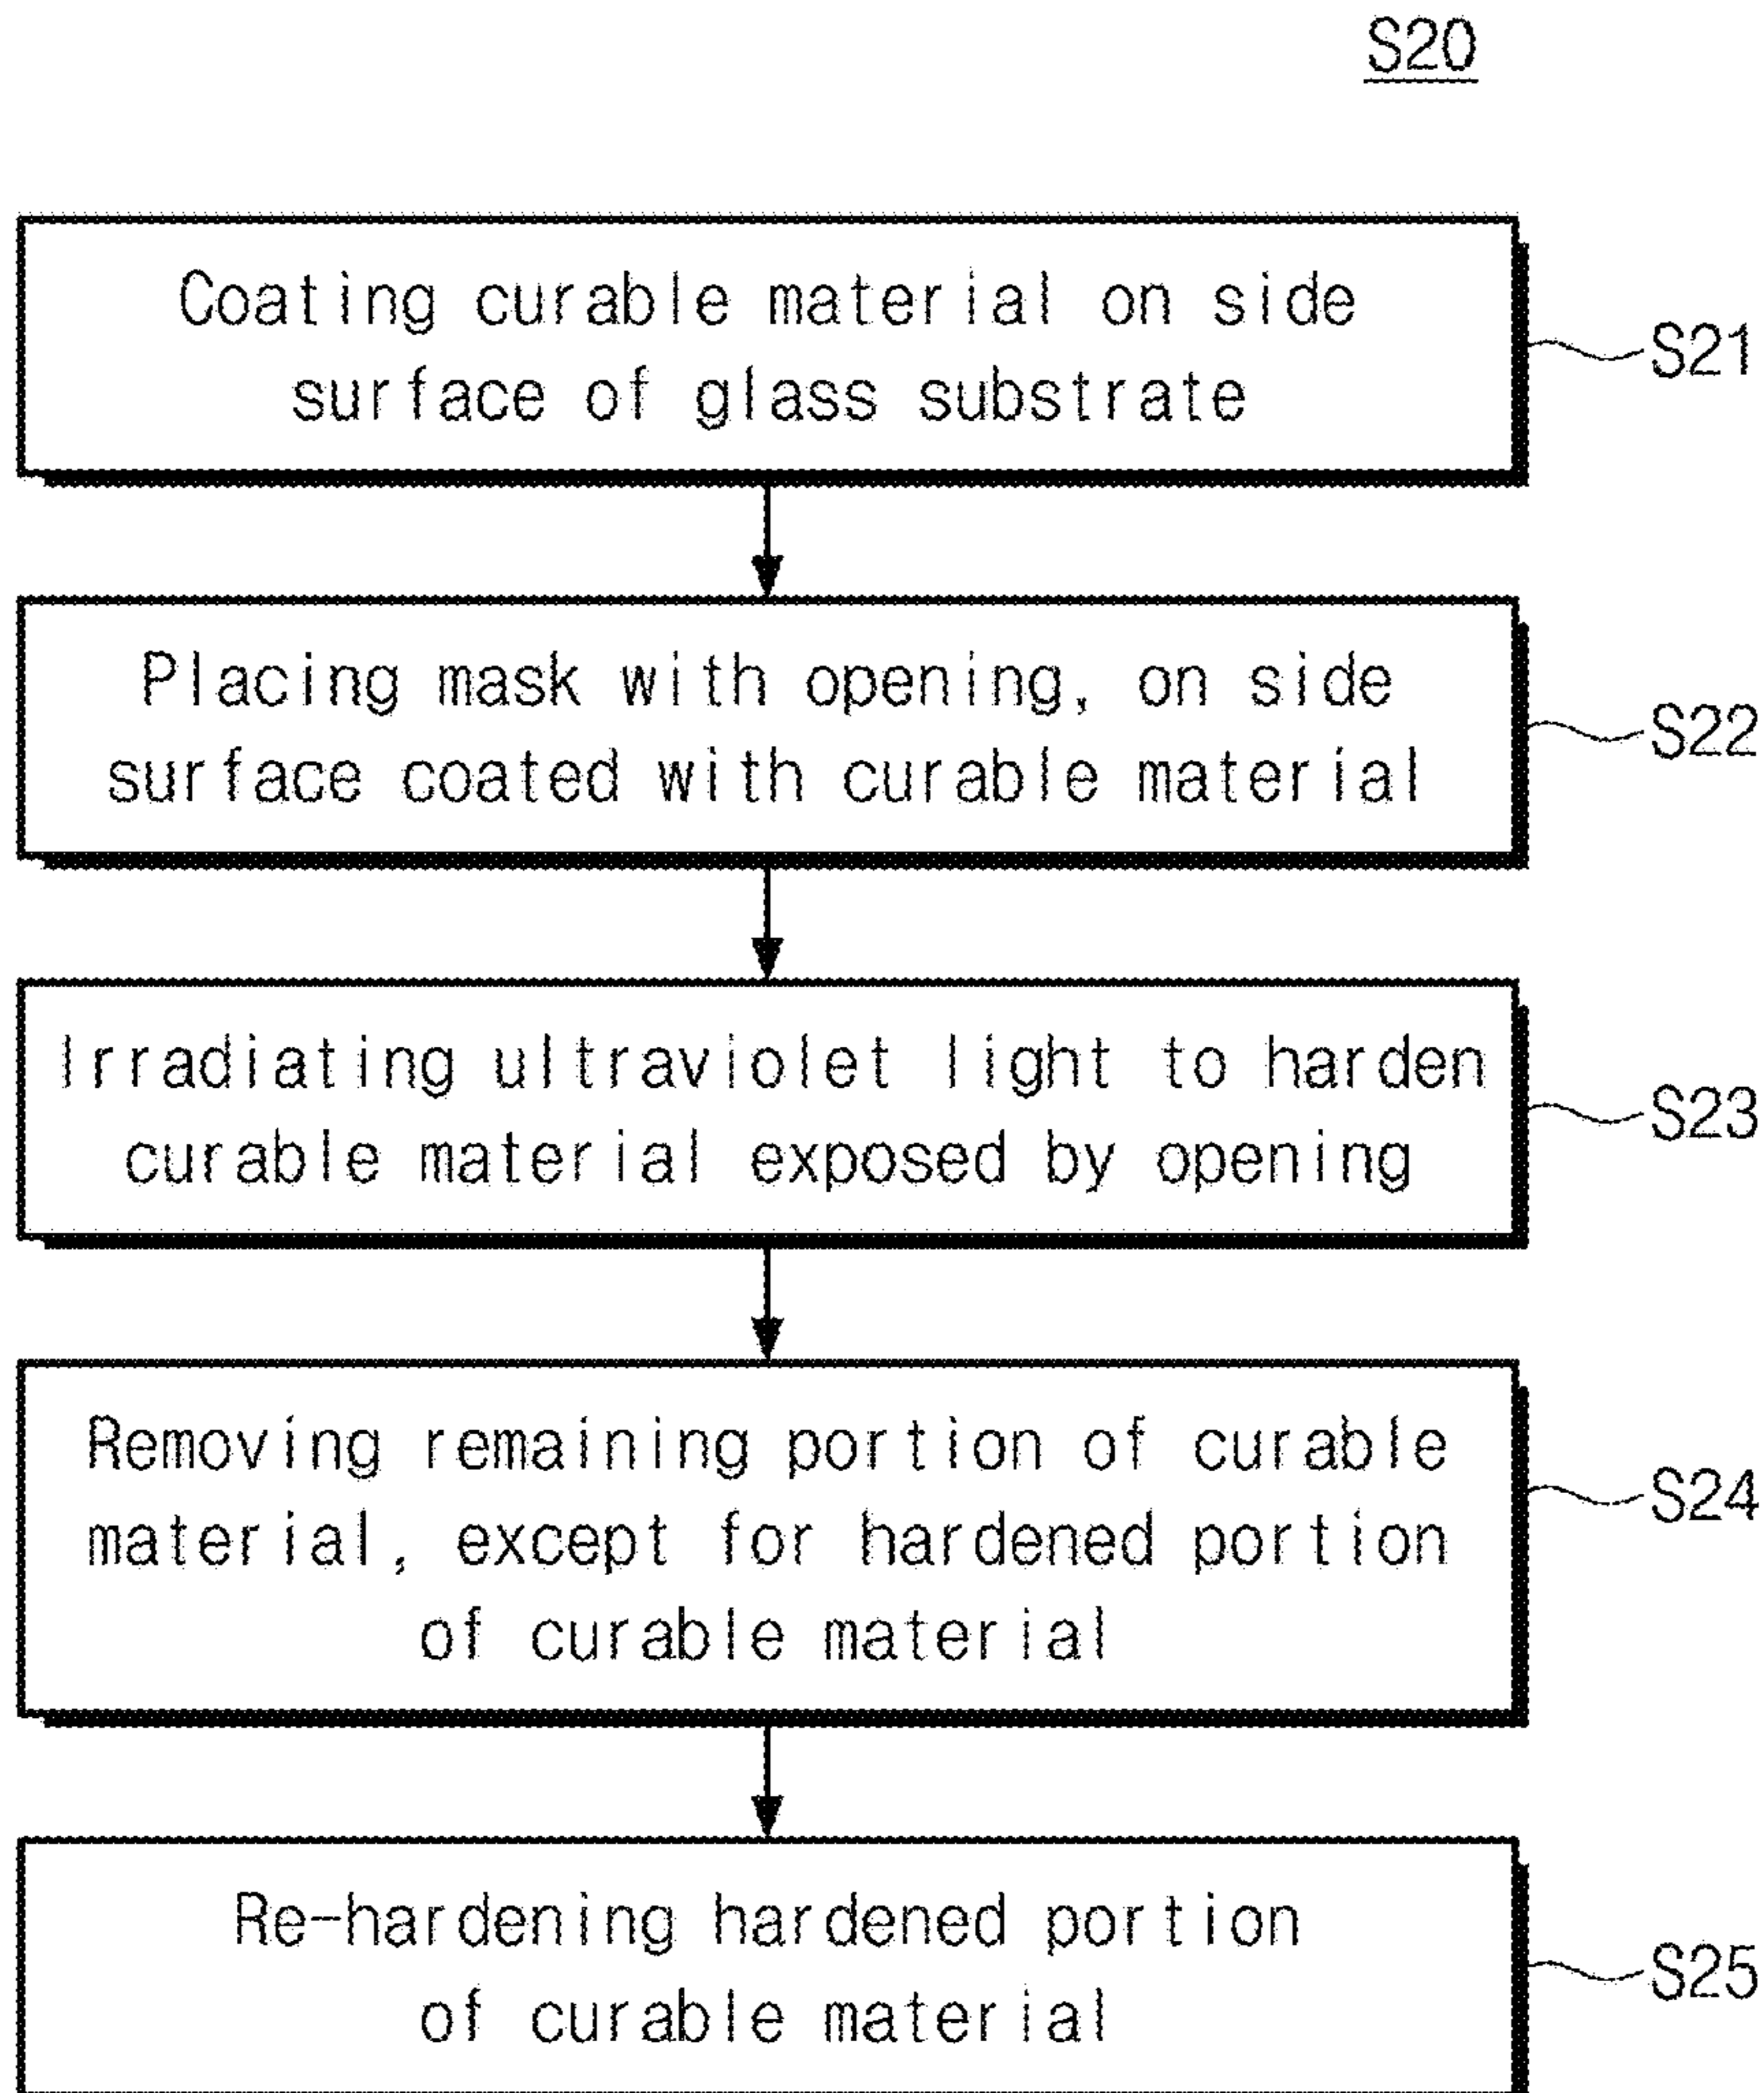 S20
Coating curable material on side
surface of glass substrate
S21
Placing mask with opening, on side
surface coated with curable material
S22
Irradiating ultraviolet light to harden
curable material exposed by opening
S23
Removing remaining portion of curable
material, except for hardened portion
of curable material
S24
Re-hardening hardened portion
of curable material
S25